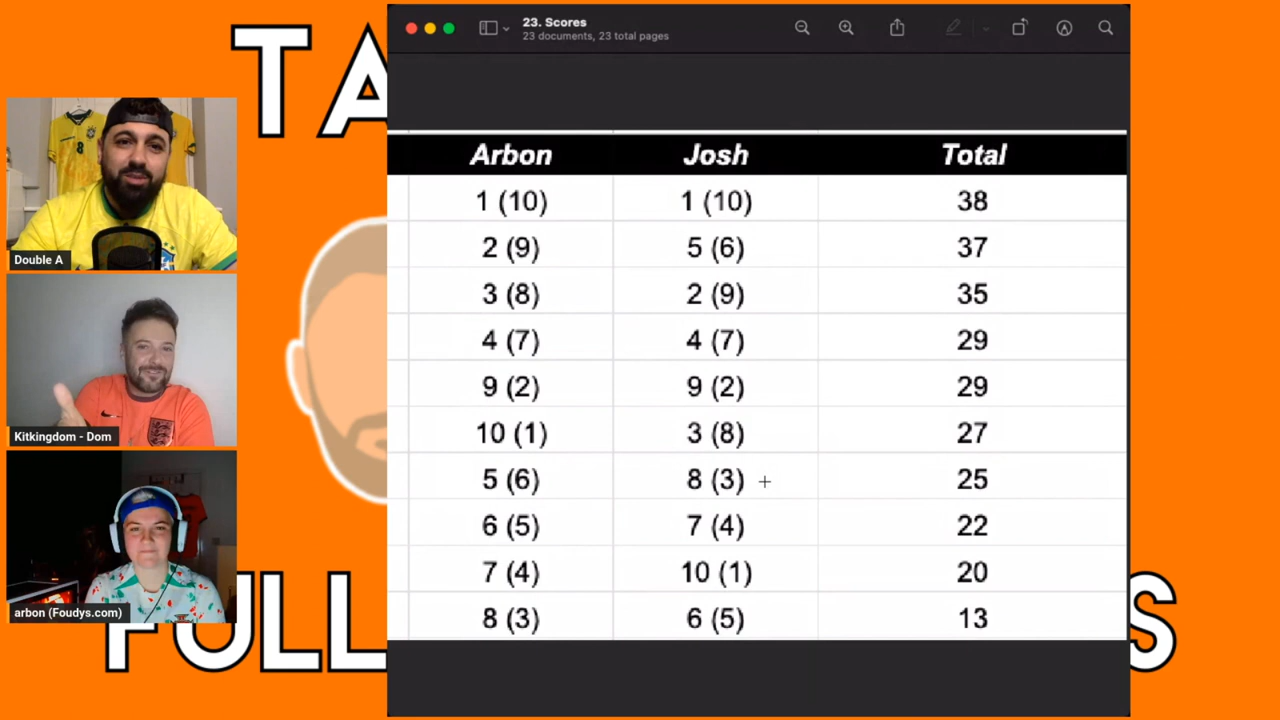 TA
23. Scores
23 documents, 23 total pages
Arbon Josh Total
1 (10) 1 (10) 38
2 (9) 5 (6) 37
3 (8) 2 (9) 35
4 (7) 4 (7) 29
9 (2) 9 (2) 29
10 (1) 3 (8) 27
5 (6) 8 (3) 25
6 (5) 7 (4) 22
7 (4) 10 (1) 20
8 (3) 6 (5) 13
Double A
Kitkingdom - Dom
arbon (Foudys.com)
FULL
S